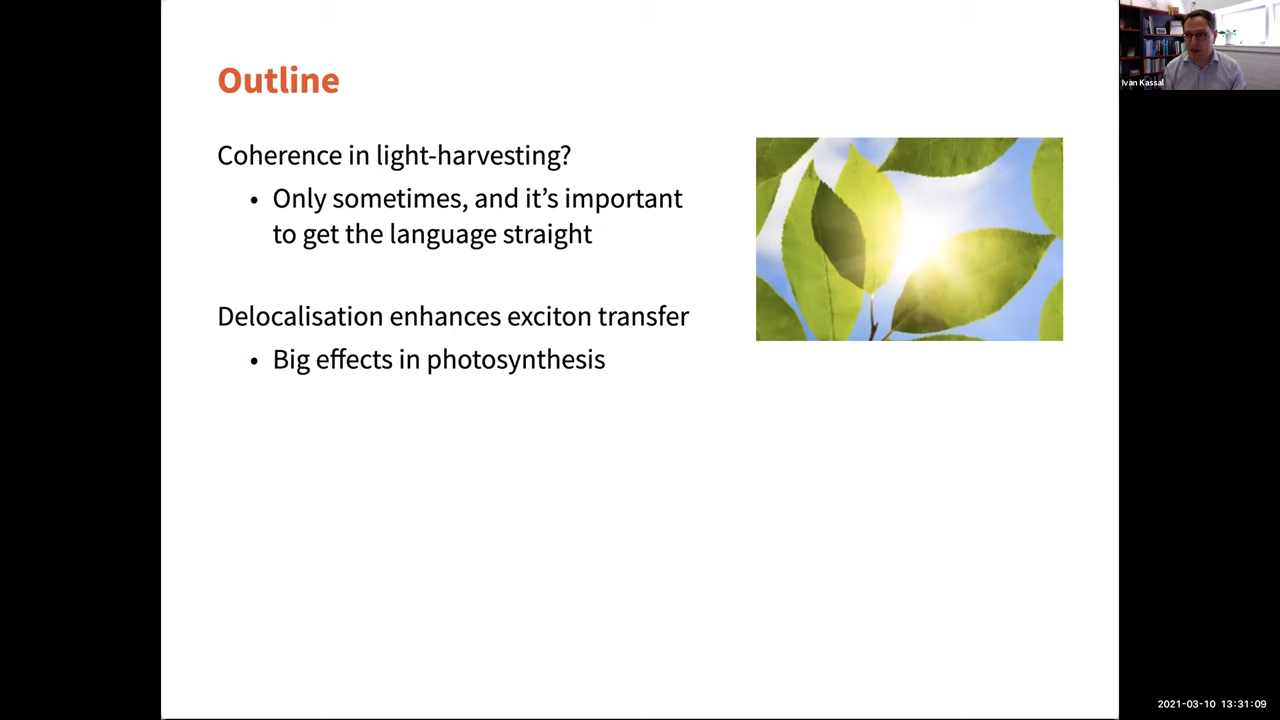 Outline
Coherence in light-harvesting?
• Only sometimes, and it’s important
to get the language straight
Delocalisation enhances exciton transfer
• Big effects in photosynthesis
Ivan Kassal
2021-03-10 13:31:09